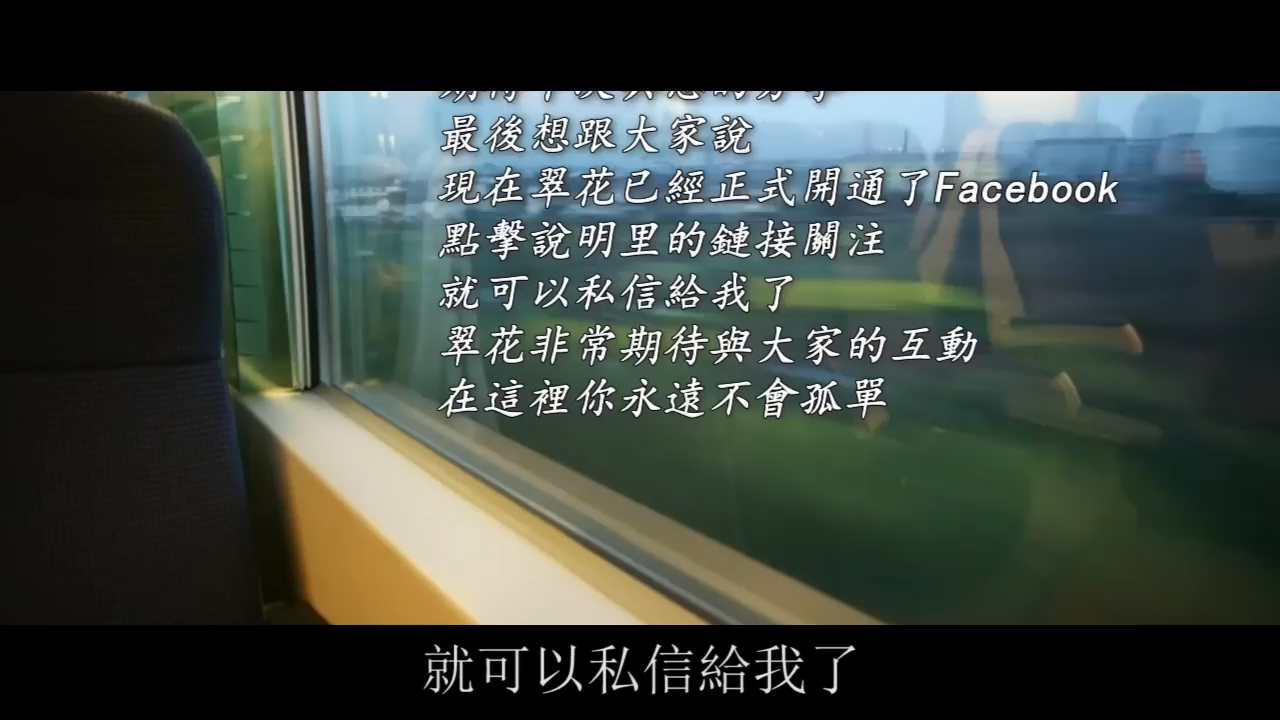 最後想跟大家說
現在翠花已經正式開通了Facebook
點擊說明里的鏈接關注
就可以私信給我了
翠花非常期待與大家的互動
在這裡你永遠不會孤單
就可以私信給我了